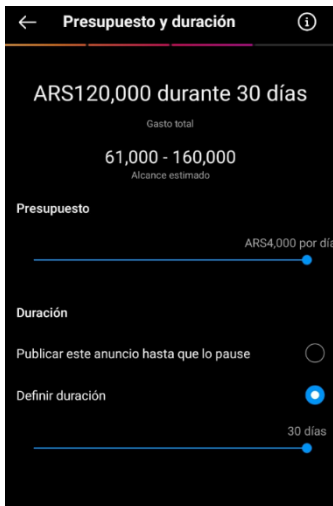 Presupuesto y duración
ARS120,000 durante 30 días
Gasto total
61,000 - 160,000
Alcance estimado
Presupuesto
ARS4,000 por día
Duración
Publicar este anuncio hasta que lo pause
Definir duración
30 días